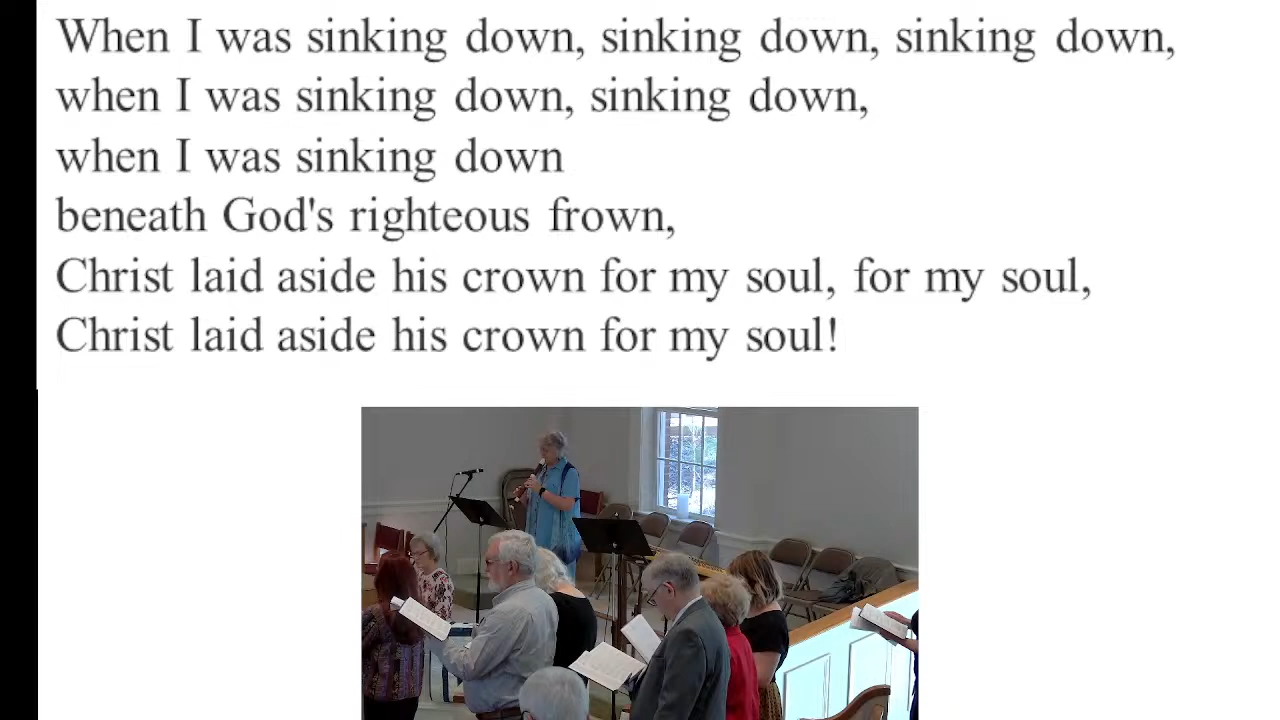 When I was sinking down, sinking down, sinking down,
when I was sinking down, sinking down,
when I was sinking down
beneath God's righteous frown,
Christ laid aside his crown for my soul, for my soul,
Christ laid aside his crown for my soul!